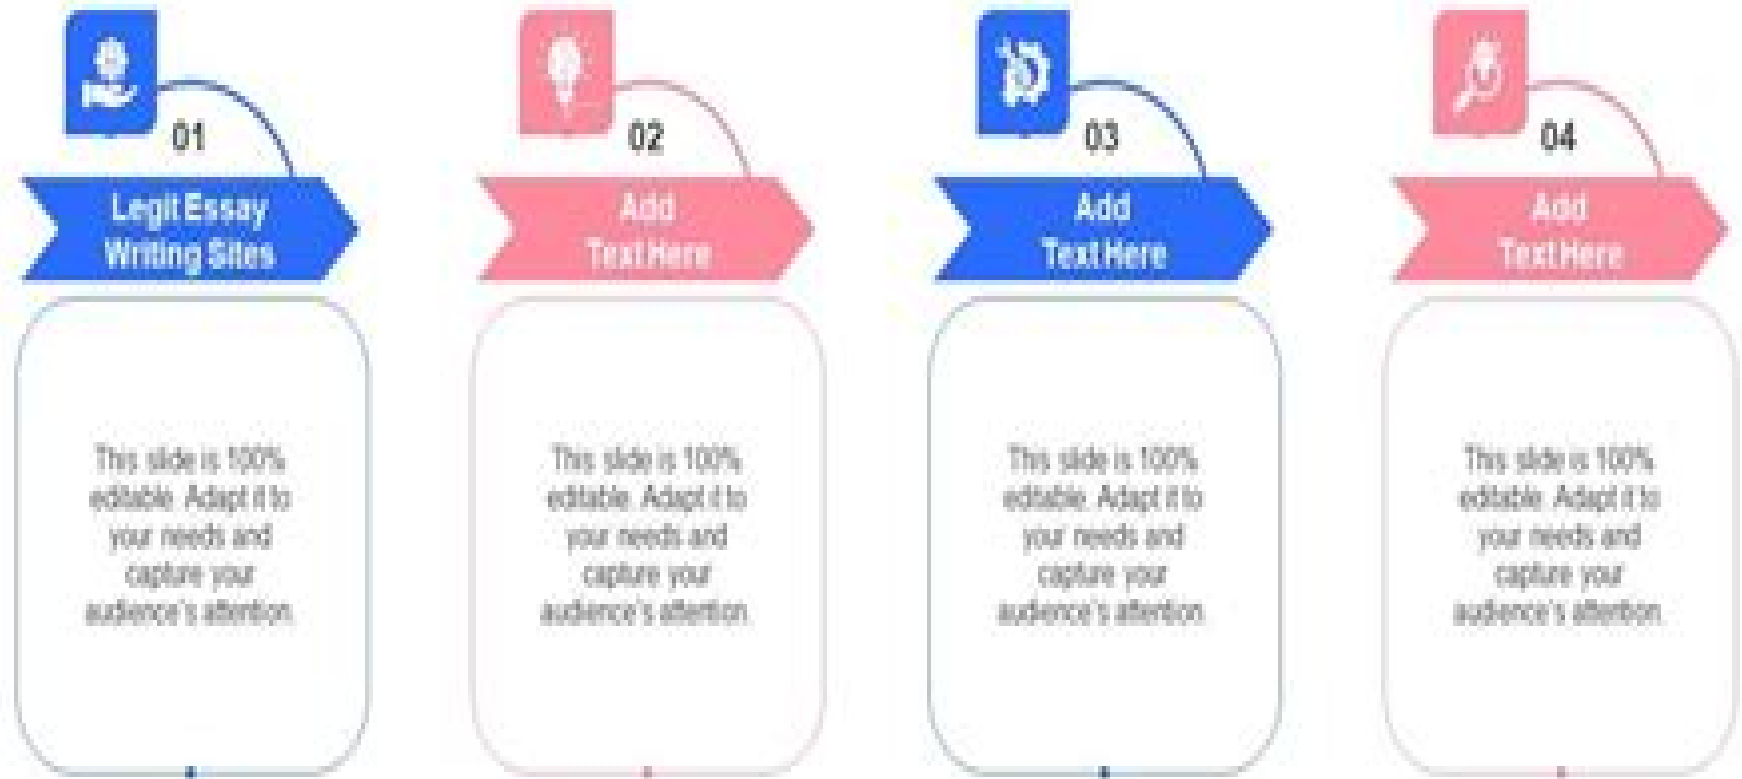 01
Legit Essay
Writing Sites
This slide is 100%
editable. Adapt it to
your needs and
capture your
audience's attention.
02
Add
Text Here
This slide is 100%
editable. Adapt it to
your needs and
capture your
audience's attention.
03
Add
Text Here
This slide is 100%
editable. Adapt it to
your needs and
capture your
audience's attention.
04
Add
Text Here
This slide is 100%
editable. Adapt it to
your needs and
capture your
audience's attention.